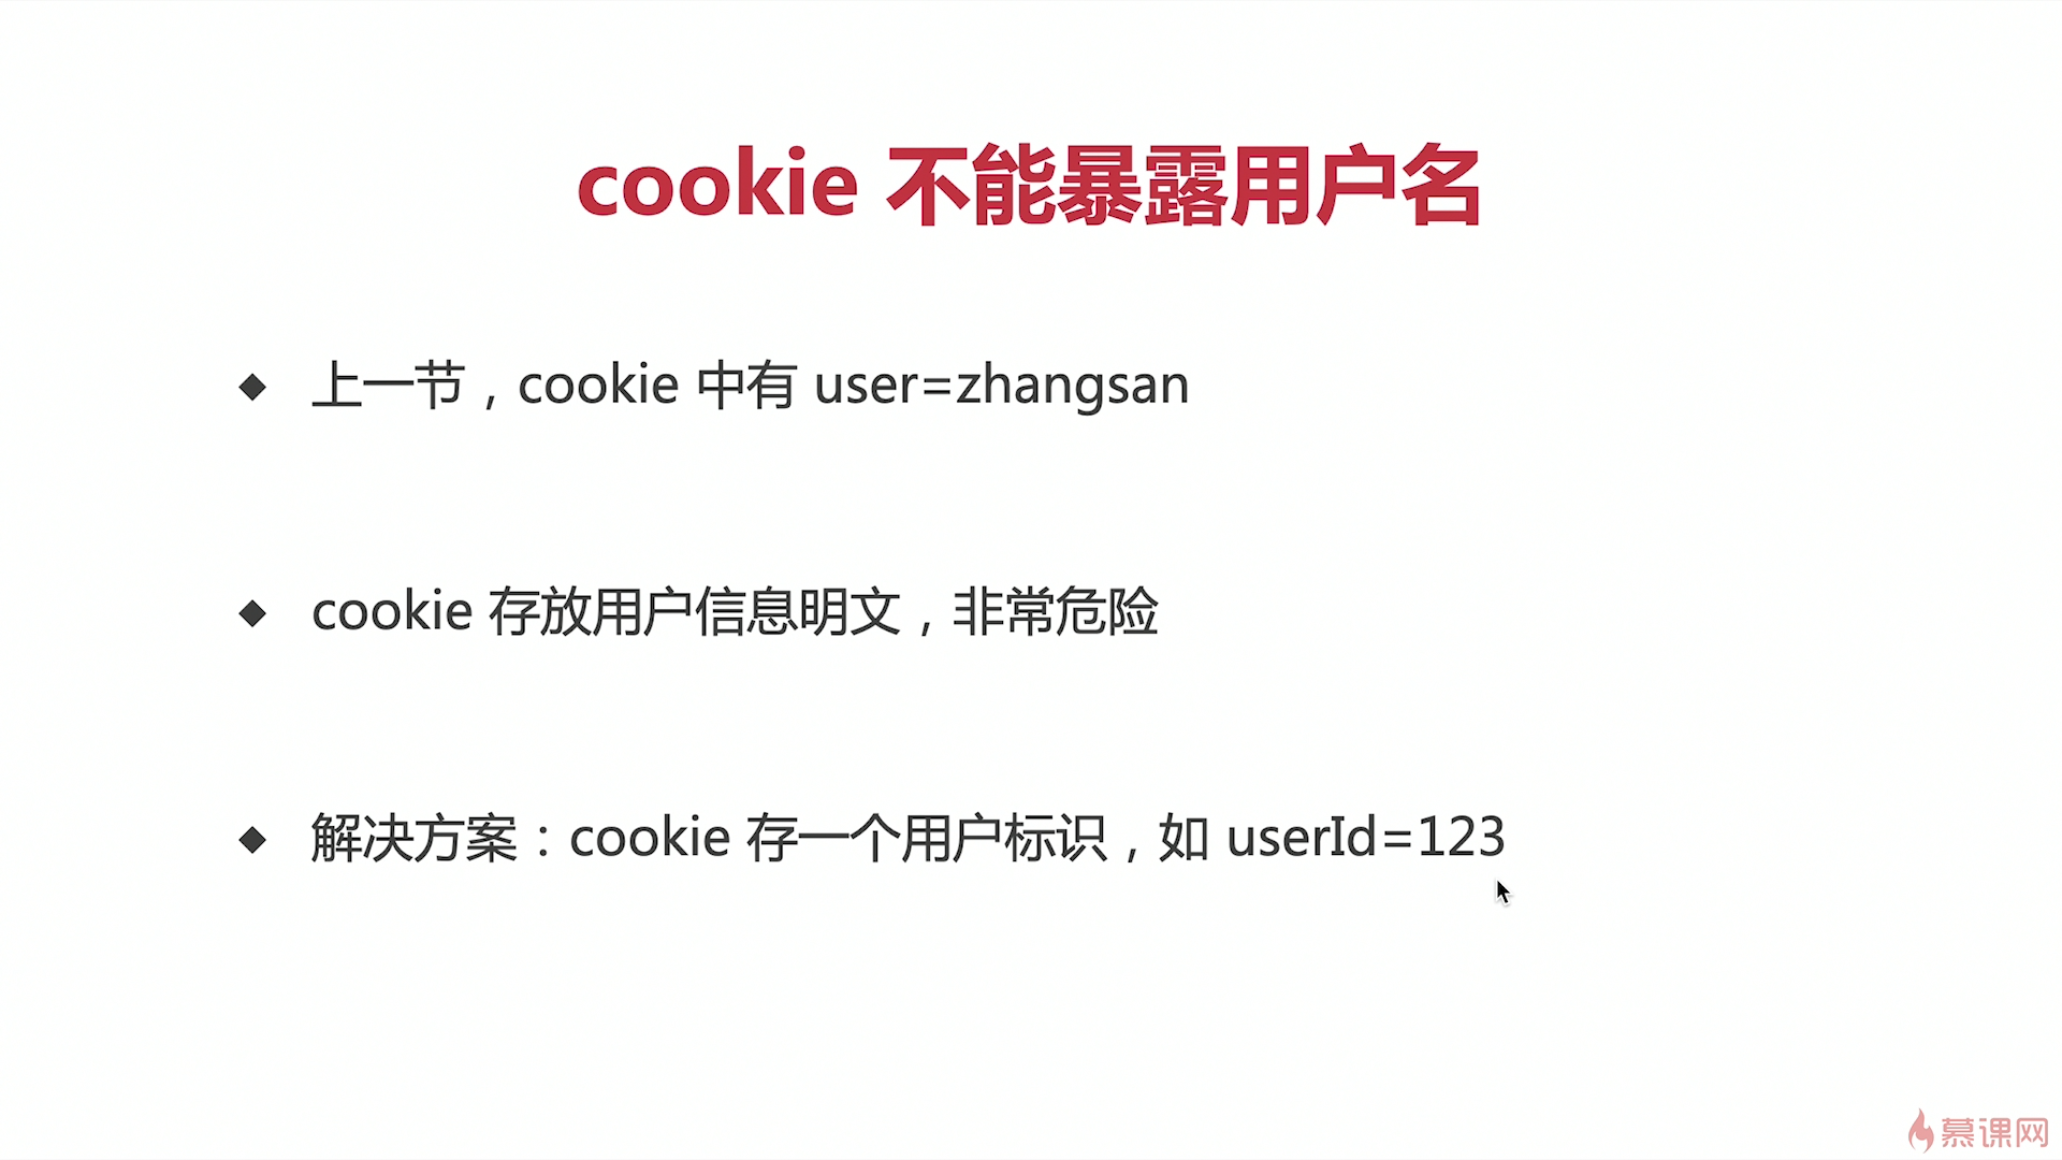 cookie 不能暴露用户名
◆ 上一节，cookie 中有 user=zhangsan
◆ cookie 存放用户信息明文，非常危险
◆ 解决方案：cookie 存一个用户标识，如 userId=123
慕课网